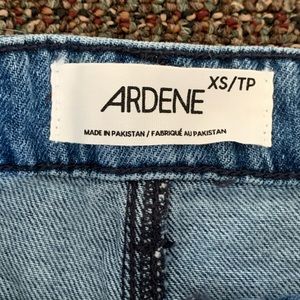 XS/TP
ARDENE
MADE IN PAKISTAN / FABRIQUÉ AU PAKISTAN